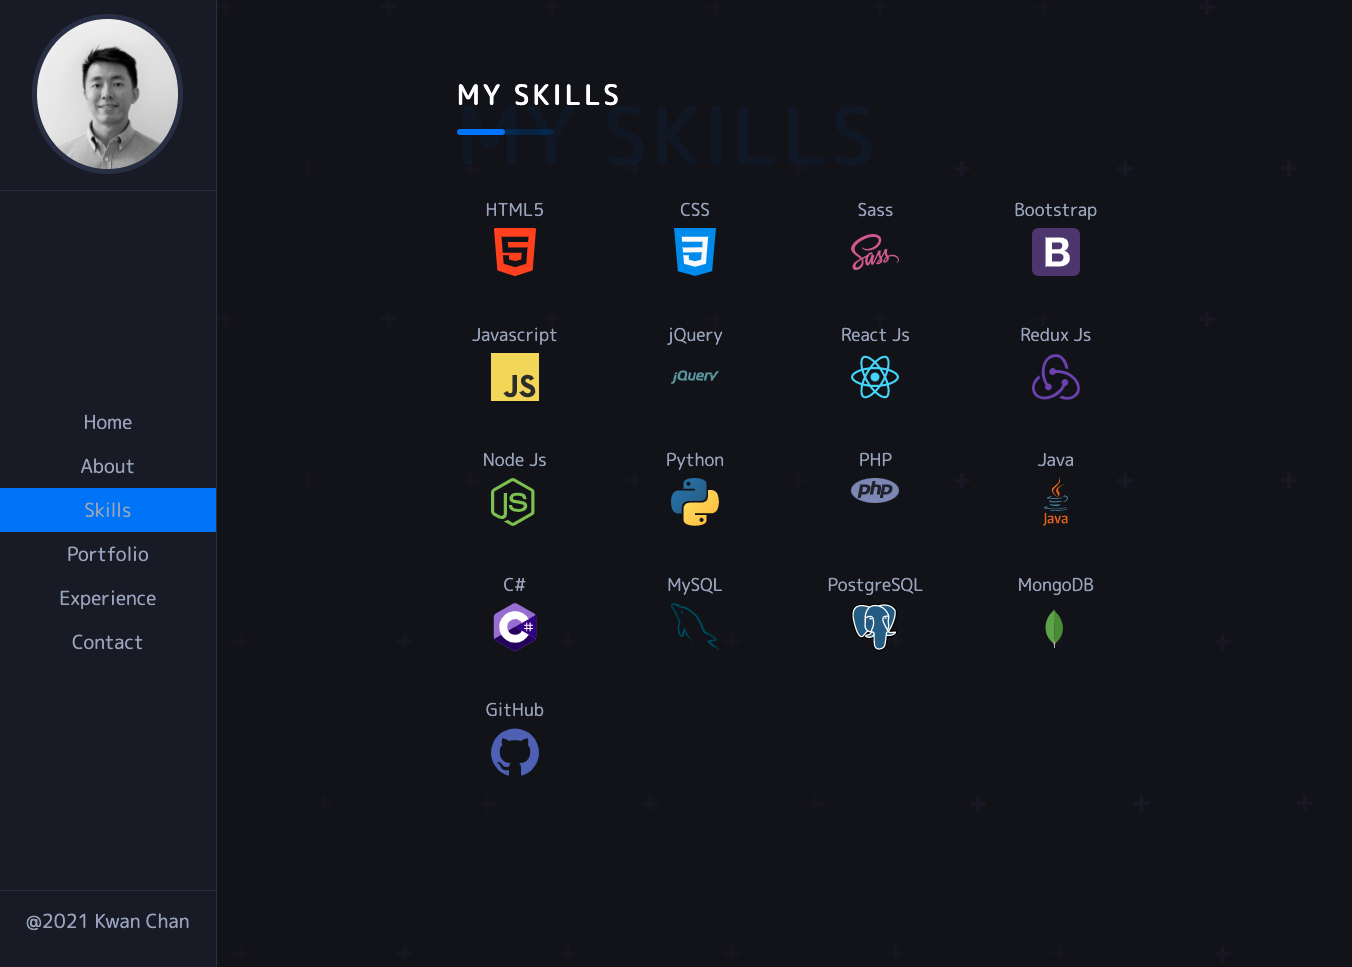 Home
About
Skills
Portfolio
Experience
Contact
@2021 Kwan Chan
MY SKILLS
MY SKILLS
HTML5
CSS
Sass
Bootstrap
5
3
Sass
B
Javascript
jQuery
React Js
Redux Js
JS
jQuery
Node Js
Python
PHP
Java
JS
php
Java
C#
MySQL
PostgreSQL
MongoDB
C#
GitHub